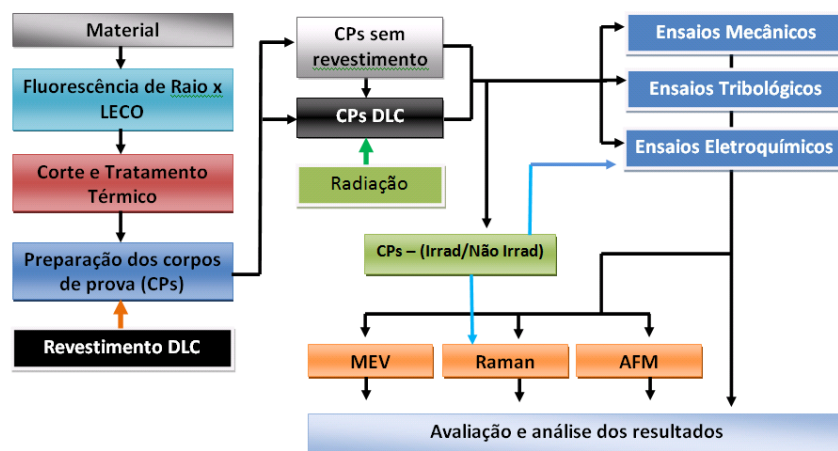 Material
Fluorescência de Raio x
LECO
Corte e Tratamento
Térmico
Preparação dos corpos
de prova (CPs)
Revestimento DLC
CPs sem
revestimento
CPs DLC
Radiação
CPs – (Irrad/Não Irrad)
Ensaios Mecânicos
Ensaios Tribológicos
Ensaios Eletroquímicos
MEV
Raman
AFM
Avaliação e análise dos resultados